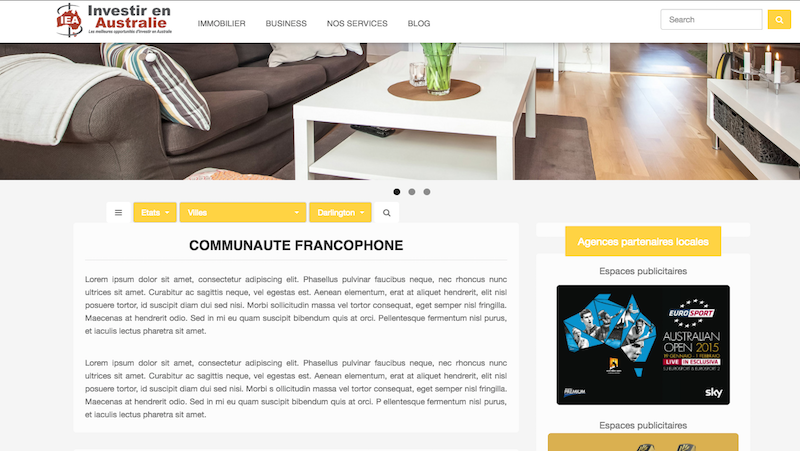 IEA
Investir en
Australie
Les meilleures opportunités d'Investir en Australie
IMMOBILIER
BUSINESS
NOS SERVICES
BLOG
Search
Etats
Villes
Darlington
COMMUNAUTE FRANCOPHONE
Lorem ipsum dolor sit amet, consectetur adipiscing elit. Phasellus pulvinar faucibus neque, nec rhoncus nunc
ultrices sit amet. Curabitur ac sagittis neque, vel egestas est. Aenean elementum, erat at aliquet hendrerit, elit nisl
posuere tortor, id suscipit diam dui sed nisi. Morbi sollicitudin massa vel tortor consequat, eget semper nisl fringilla.
Maecenas at hendrerit odio. Sed in mi eu quam suscipit bibendum quis at orci. Pellentesque fermentum nisl purus,
et iaculis lectus pharetra sit amet.
Lorem ipsum dolor sit amet, consectetur adipiscing elit. Phasellus pulvinar faucibus neque, nec rhoncus nunc
ultrices sit amet. Curabitur ac sagittis neque, vel egestas est. Aenean elementum, erat at aliquet hendrerit, elit nisl
posuere tortor, id suscipit diam dui sed nisi. Morbi s ollicitudin massa vel tortor consequat, eget semper nisl fringilla.
Maecenas at hendrerit odio. Sed in mi eu quam suscipit bibendum quis at orci. P ellentesque fermentum nisl purus,
et iaculis lectus pharetra sit amet.
Agences partenaires locales
Espaces publicitaires
EUROSPORT
AUSTRALIAN
OPEN 2015
19 GENNAIO - 1 FEBBRAIO
LIVE IN ESCLUSIVA
PREMIUM
sky
Espaces publicitaires